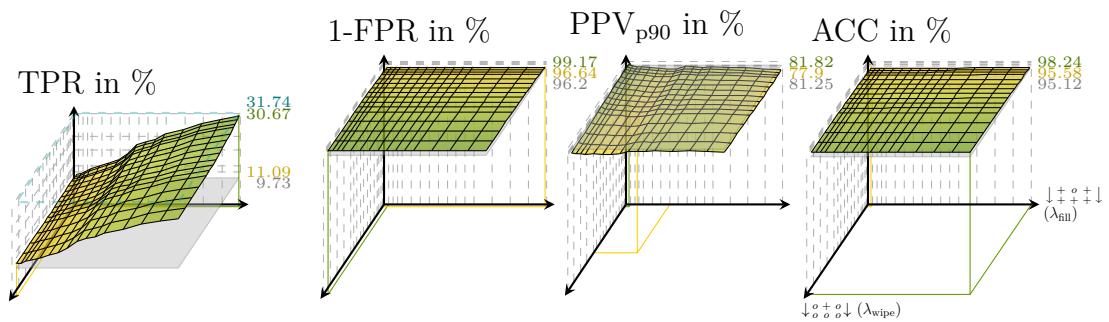 TPR in %
31.74
30.67
11.09
9.73
1-FPR in %
99.17
96.64
96.2
PPV_p90 in %
81.82
77.9
81.25
ACC in %
98.24
95.58
95.12
↓ + o + ↓
+ + +
(λ_fill)
↓ o + o ↓ (λ_wipe)
o o o